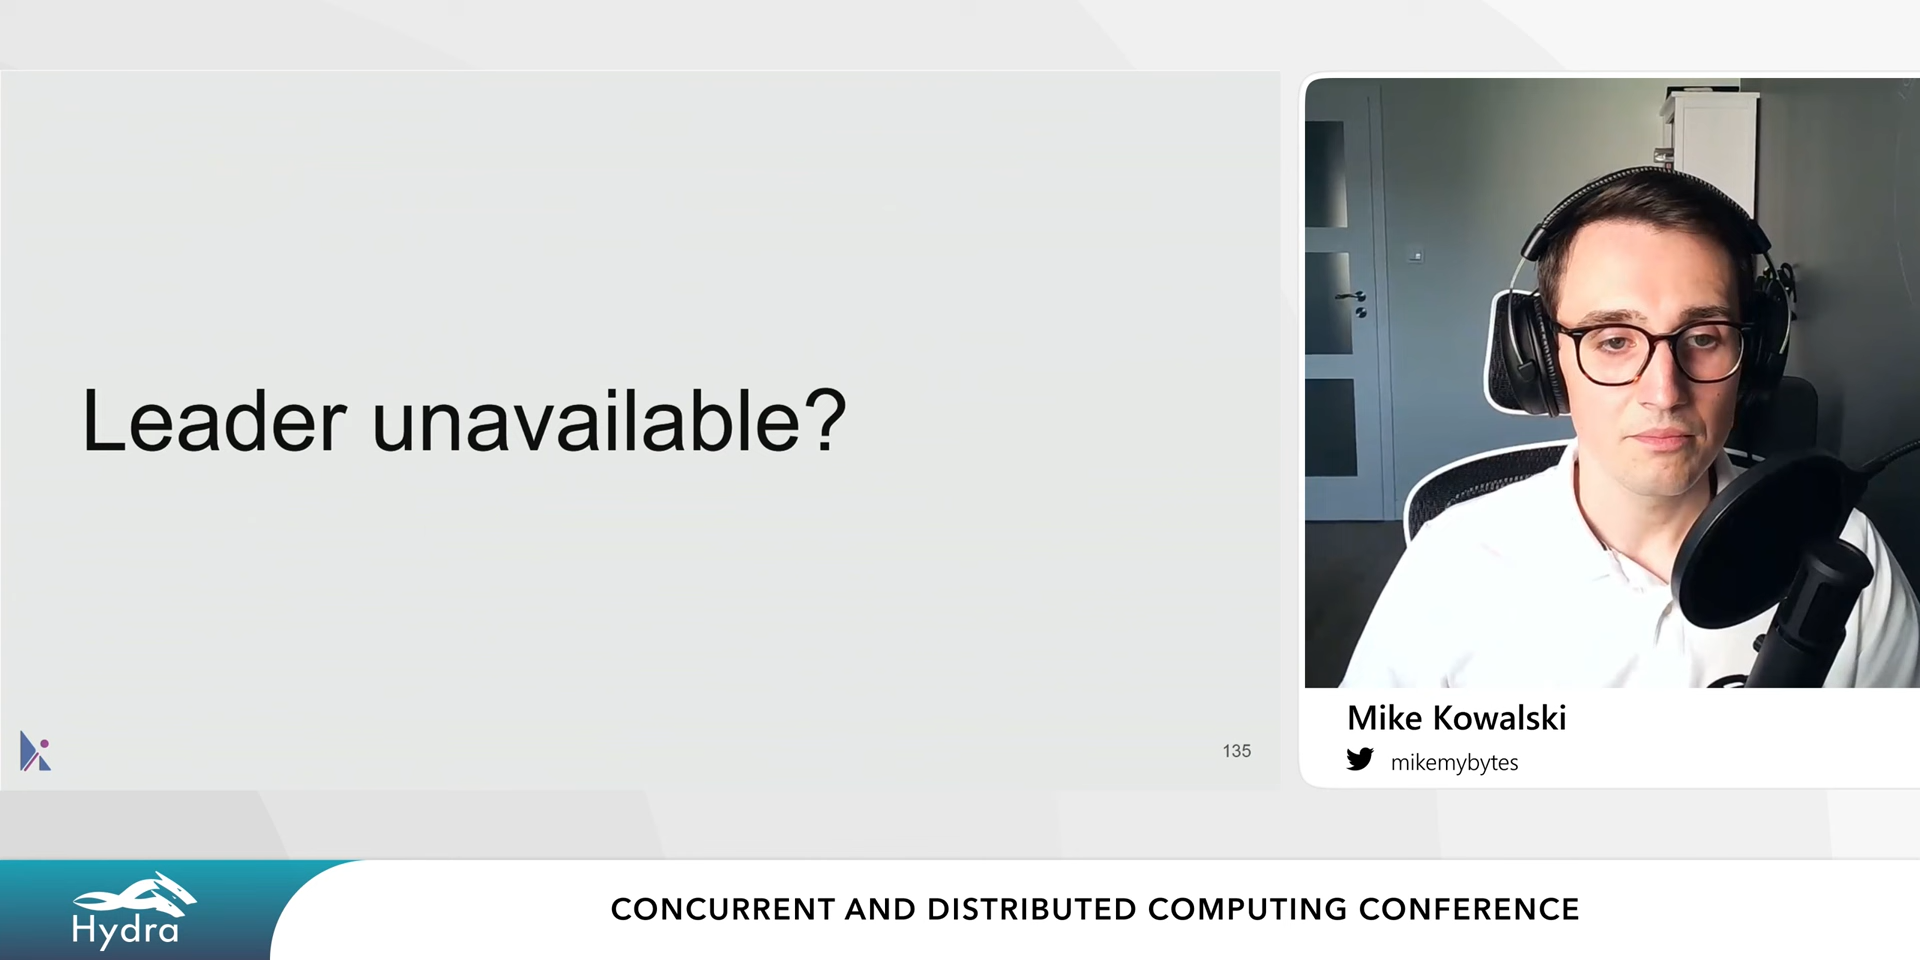 Leader unavailable?
135
Mike Kowalski
mikemybytes
Hydra
CONCURRENT AND DISTRIBUTED COMPUTING CONFERENCE